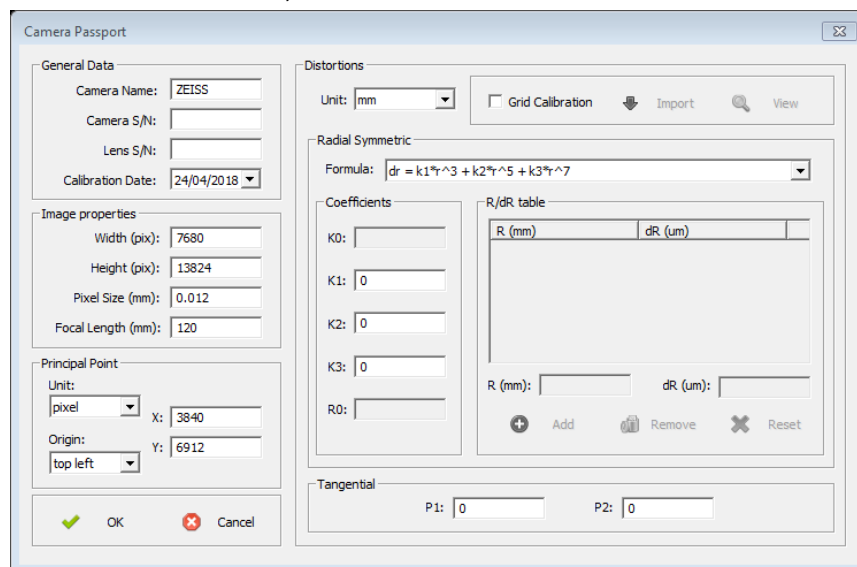 Camera Passport
General Data
Camera Name: ZEISS
Camera S/N:
Lens S/N:
Calibration Date: 24/04/2018
Image properties
Width (pix): 7680
Height (pix): 13824
Pixel Size (mm): 0.012
Focal Length (mm): 120
Principal Point
Unit:
pixel
X: 3840
Origin:
Y: 6912
top left
OK Cancel
Distortions
Unit: mm
Grid Calibration Import View
Radial Symmetric
Formula: dr = k1*r^3 + k2*r^5 + k3*r^7
Coefficients
K0:
K1: 0
K2: 0
K3: 0
R0:
R/dR table
R (mm) dR (um)
R (mm): dR (um):
Add Remove Reset
Tangential
P1: 0 P2: 0